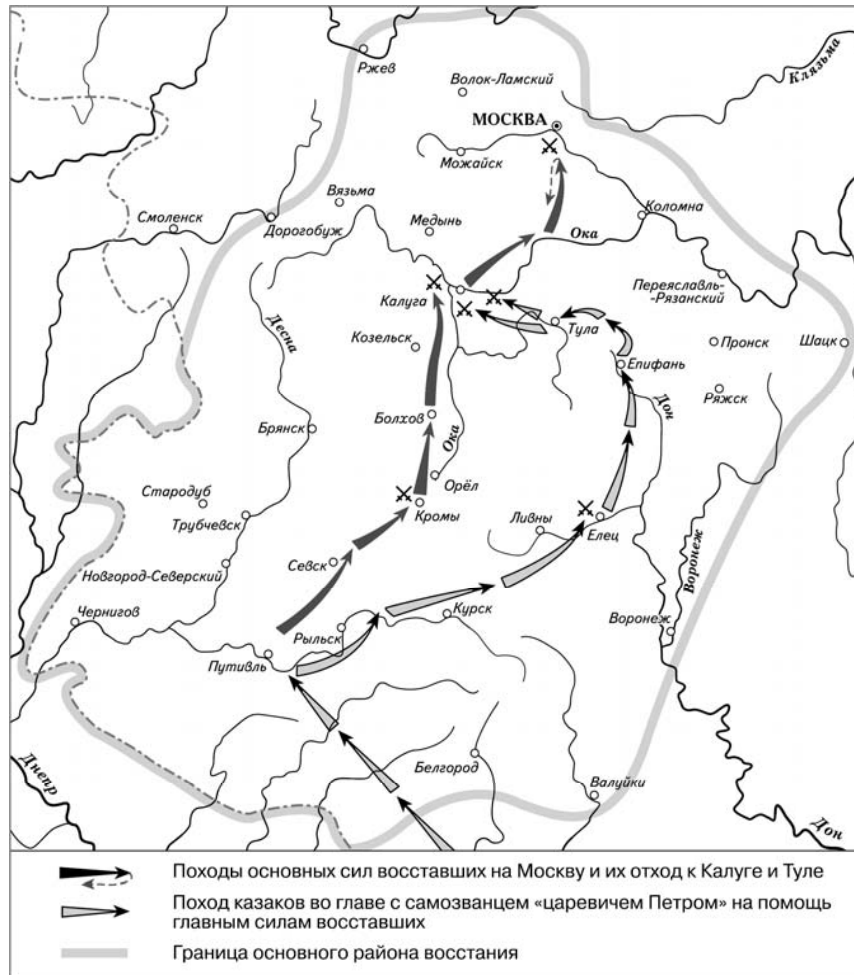 Ржев
Волок-Ламский
Клязьма
МОСКВА
Можайск
Вязьма
Смоленск
Дорогобуж
Медынь
Коломна
Ока
Переяславль-
-Рязанский
Калуга
Десна
Козельск
Тула
Пронск
Шацк
Епифань
Ряжск
Дон
Болхов
Брянск
Ока
Орёл
Стародуб
Кромы
Трубчевск
Ливны
Елец
Севск
Новгород-Северский
Воронеж
Чернигов
Курск
Рыльск
Воронеж
Путивль
Днепр
Белгород
Валуйки
Дон
Походы основных сил восставших на Москву и их отход к Калуге и Туле
Поход казаков во главе с самозванцем «царевичем Петром» на помощь
главным силам восставших
Граница основного района восстания